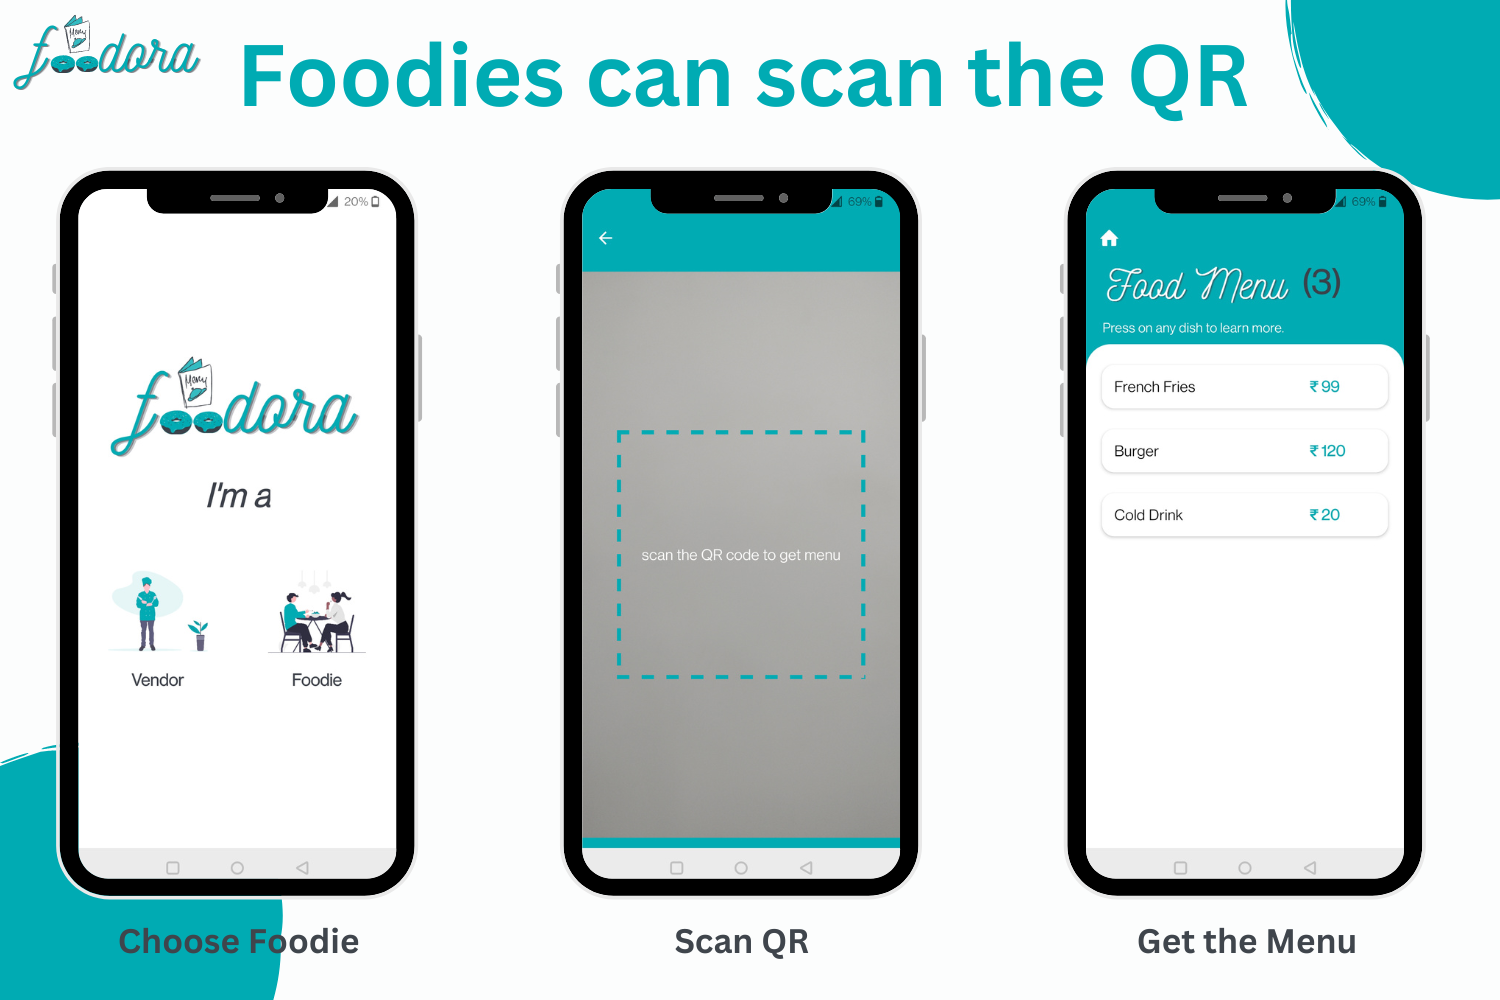 foodora
Menu
Foodies can scan the QR
20%
foodora
Menu
I'm a
Vendor
Foodie
Choose Foodie
69%
scan the QR code to get menu
Scan QR
69%
Food Menu (3)
Press on any dish to learn more.
French Fries ₹ 99
Burger ₹ 120
Cold Drink ₹ 20
Get the Menu